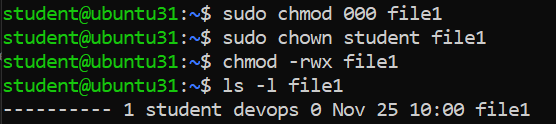 student@ubuntu31:~$ sudo chmod 000 file1
student@ubuntu31:~$ sudo chown student file1
student@ubuntu31:~$ chmod -rwx file1
student@ubuntu31:~$ ls -l file1
---------- 1 student devops 0 Nov 25 10:00 file1